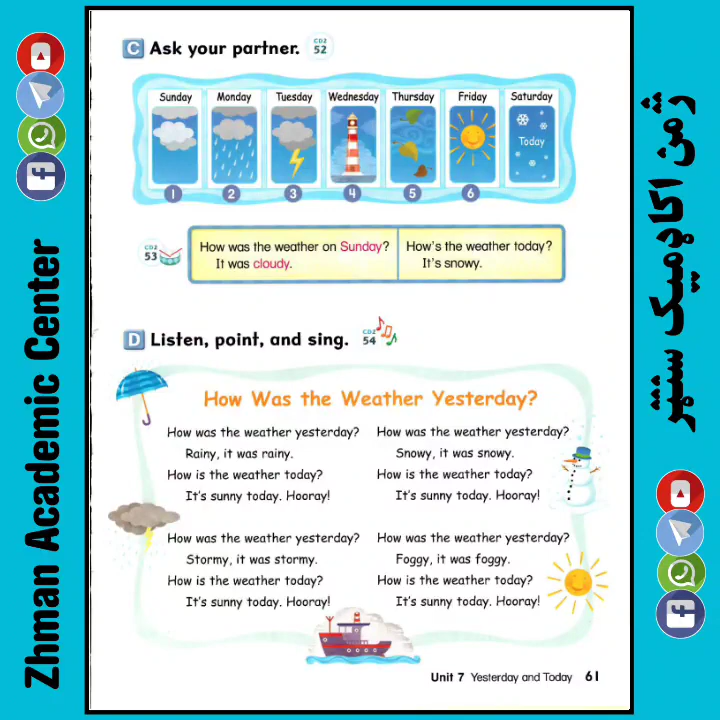 C Ask your partner. CD2 52
Sunday Monday Tuesday Wednesday Thursday Friday Saturday
Today
1 2 3 4 5 6
CD2 53
How was the weather on Sunday?
It was cloudy.
How's the weather today?
It's snowy.
D Listen, point, and sing. CD2 54
How Was the Weather Yesterday?
How was the weather yesterday?
Rainy, it was rainy.
How is the weather today?
It's sunny today. Hooray!
How was the weather yesterday?
Snowy, it was snowy.
How is the weather today?
It's sunny today. Hooray!
How was the weather yesterday?
Stormy, it was stormy.
How is the weather today?
It's sunny today. Hooray!
How was the weather yesterday?
Foggy, it was foggy.
How is the weather today?
It's sunny today. Hooray!
Unit 7 Yesterday and Today 61
Zhman Academic Center
ژمن اکاډمیک سنټر